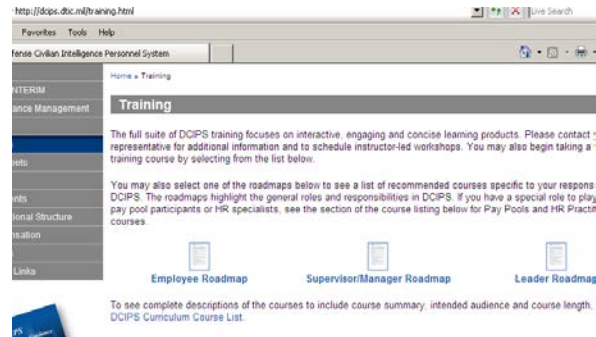 http://dcips.dtic.mil/training.html
Live Search
Favorites Tools Help
fense Civilian Intelligence Personnel System
Home » Training
NTERIM
ance Management
Training
The full suite of DCIPS training focuses on interactive, engaging and concise learning products. Please contact
representative for additional information and to schedule instructor-led workshops. You may also begin taking a
training course by selecting from the list below.
eets
You may also select one of the roadmaps below to see a list of recommended courses specific to your respons
DCIPS. The roadmaps highlight the general roles and responsibilities in DCIPS. If you have a special role to play
pay pool participants or HR specialists, see the section of the course listing below for Pay Pools and HR Practit
courses.
ents
ional Structure
nsation
Links
Employee Roadmap Supervisor/Manager Roadmap Leader Roadmap
To see complete descriptions of the courses to include course summary, intended audience and course length,
DCIPS Curriculum Course List.